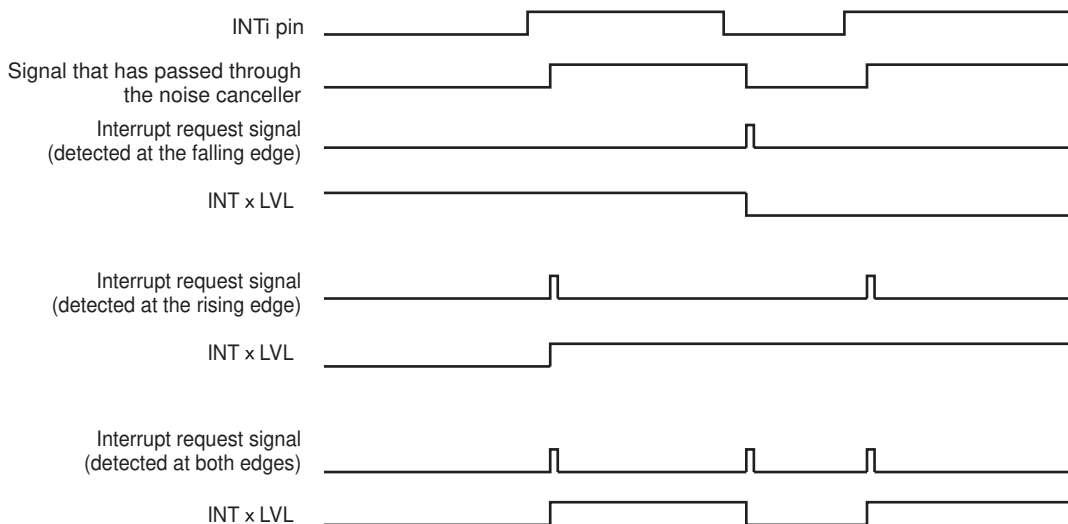 INTi pin
Signal that has passed through
the noise canceller
Interrupt request signal
(detected at the falling edge)
INT x LVL
Interrupt request signal
(detected at the rising edge)
INT x LVL
Interrupt request signal
(detected at both edges)
INT x LVL